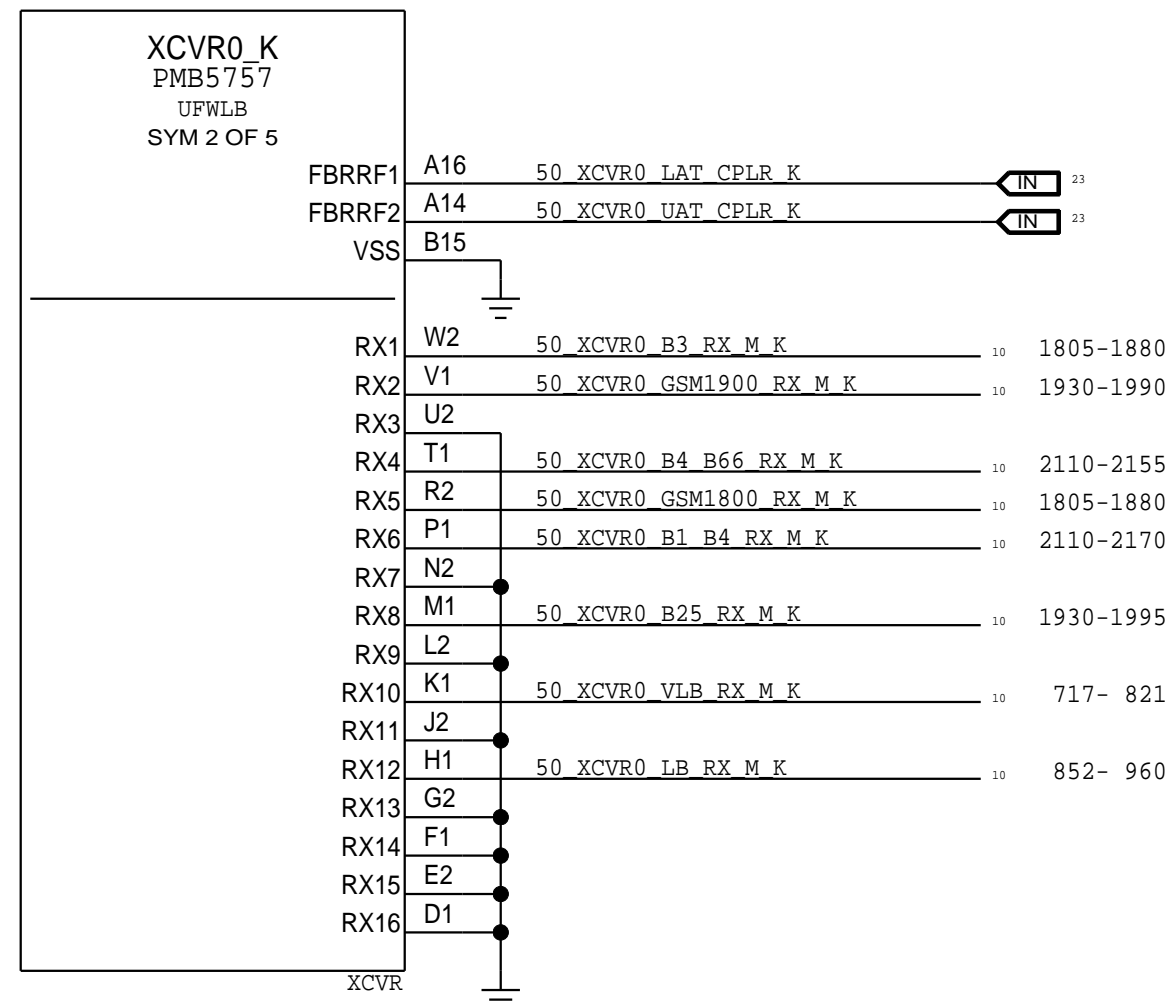 XCVR0_K
PMB5757
UFWLB
SYM 2 OF 5
FBRRF1 A16 50_XCVR0_LAT_CPLR_K IN 23
FBRRF2 A14 50_XCVR0_UAT_CPLR_K IN 23
VSS B15
RX1 W2 50_XCVR0_B3_RX_M_K 10 1805-1880
RX2 V1 50_XCVR0_GSM1900_RX_M_K 10 1930-1990
RX3 U2
RX4 T1 50_XCVR0_B4_B66_RX_M_K 10 2110-2155
RX5 R2 50_XCVR0_GSM1800_RX_M_K 10 1805-1880
RX6 P1 50_XCVR0_B1_B4_RX_M_K 10 2110-2170
RX7 N2
RX8 M1 50_XCVR0_B25_RX_M_K 10 1930-1995
RX9 L2
RX10 K1 50_XCVR0_VLB_RX_M_K 10 717- 821
RX11 J2
RX12 H1 50_XCVR0_LB_RX_M_K 10 852- 960
RX13 G2
RX14 F1
RX15 E2
RX16 D1
XCVR